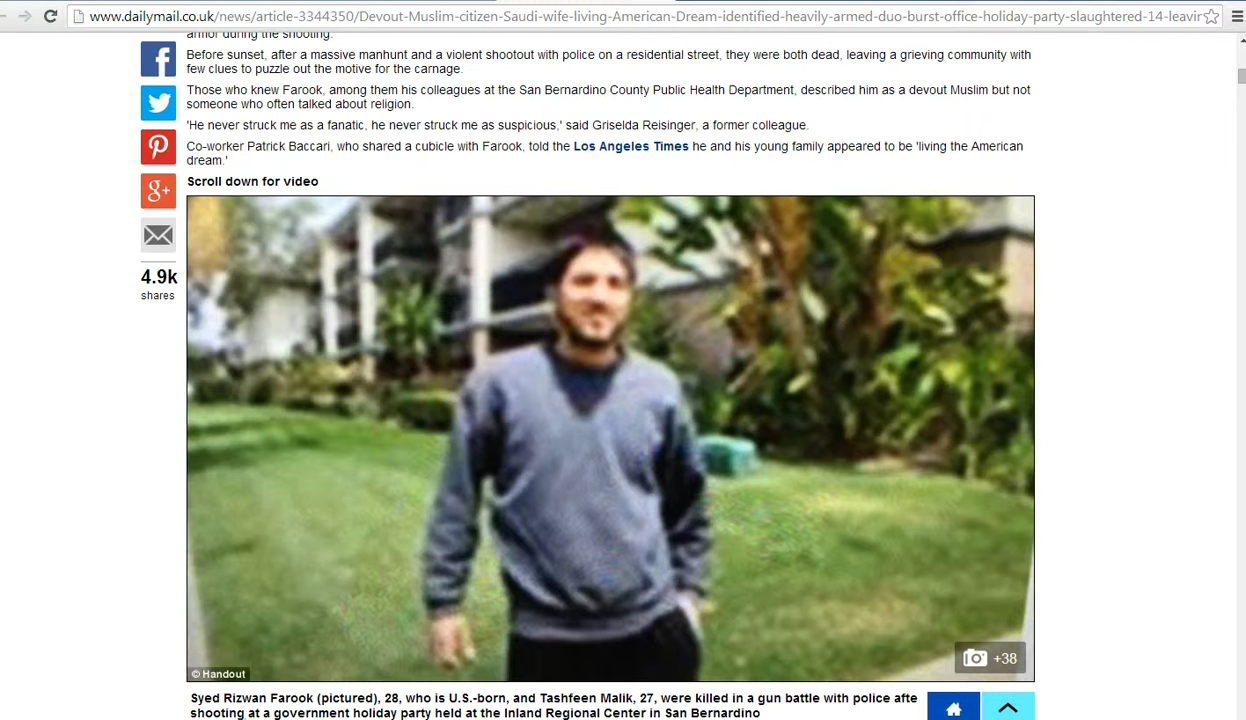 www.dailymail.co.uk/news/article-3344350/Devout-Muslim-citizen-Saudi-wife-living-American-Dream-identified-heavily-armed-duo-burst-office-holiday-party-slaughtered-14-leavir
armor during the shooting.
Before sunset, after a massive manhunt and a violent shootout with police on a residential street, they were both dead, leaving a grieving community with
few clues to puzzle out the motive for the carnage.
Those who knew Farook, among them his colleagues at the San Bernardino County Public Health Department, described him as a devout Muslim but not
someone who often talked about religion.
'He never struck me as a fanatic, he never struck me as suspicious,' said Griselda Reisinger, a former colleague.
Co-worker Patrick Baccari, who shared a cubicle with Farook, told the Los Angeles Times he and his young family appeared to be 'living the American
dream.'
Scroll down for video
f
g+
4.9k
shares
+38
© Handout
Syed Rizwan Farook (pictured), 28, who is U.S.-born, and Tashfeen Malik, 27, were killed in a gun battle with police afte
shooting at a government holiday party held at the Inland Regional Center in San Bernardino